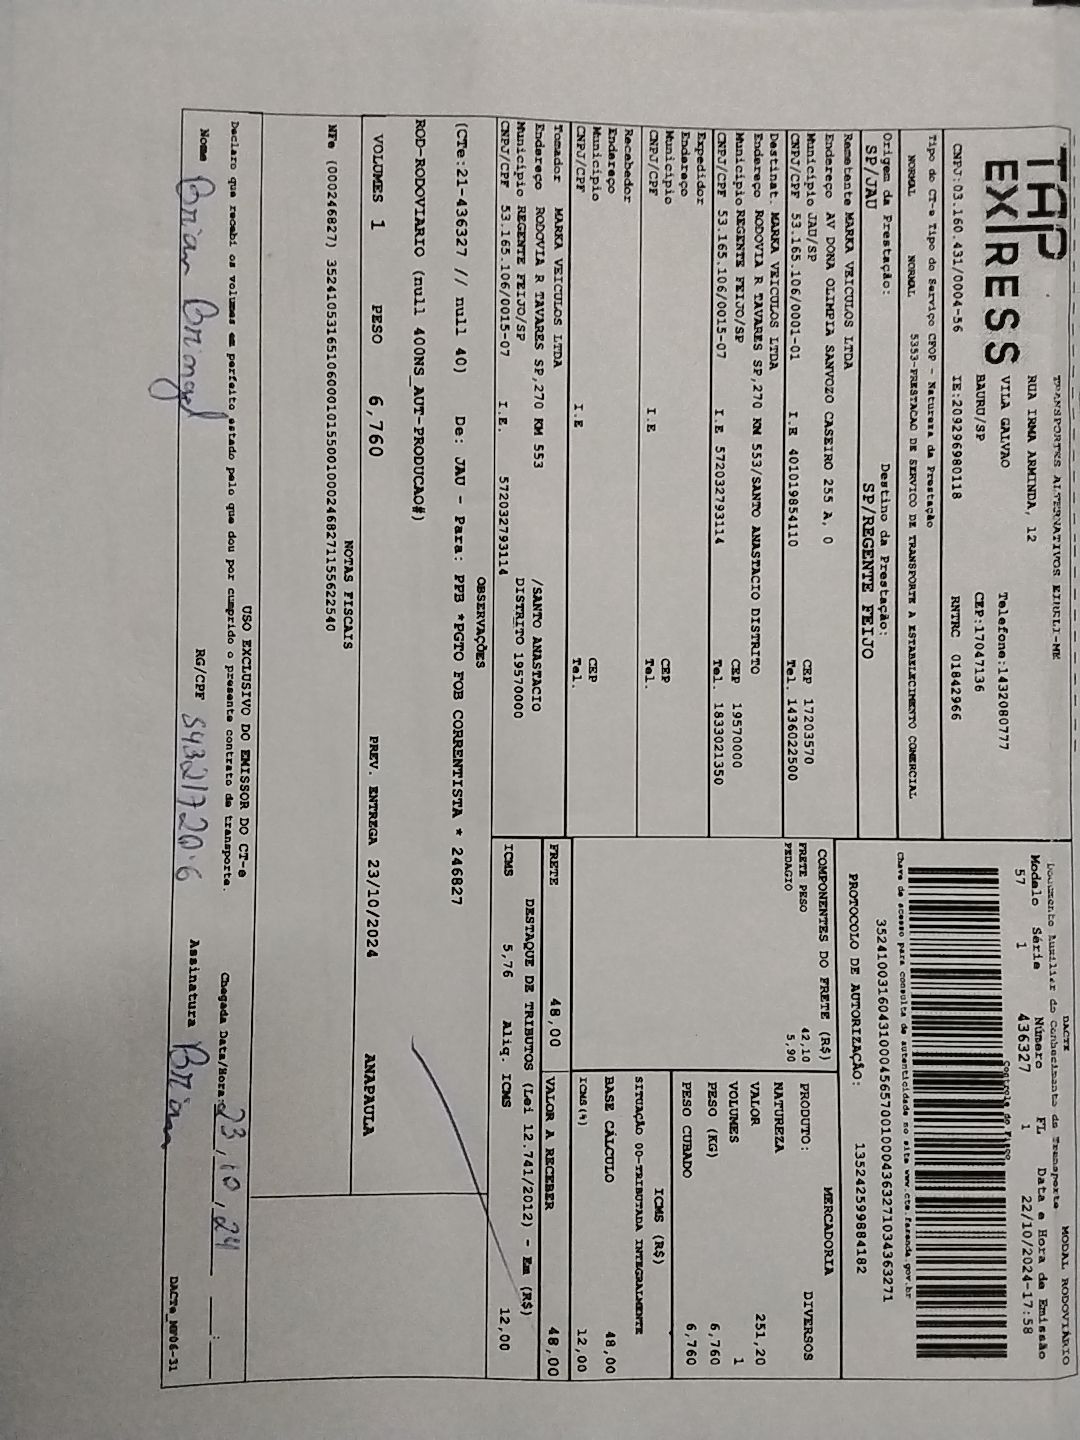 TAP
EXPRESS
TRANSPORTES ALTERNATIVOS EIRELI-ME
RUA IRMA ARMINDA, 12
VILA GALVAO Telefone:1432080777
BAURU/SP CEP:17047136
CNPJ:03.160.431/0004-56 IE:209296980118 RNTRC 01842966
DACTE MODAL RODOVIÁRIO
Documento Auxiliar do Conhecimento de Transporte
Modelo Série Número FL Data e Hora de Emissão
57 1 436327 1 22/10/2024-17:58
Controle do Fisco
Chave de acesso para consulta de autenticidade no site www.cte.fazenda.gov.br
35241003160431000456570010004363271034363271
PROTOCOLO DE AUTORIZAÇÃO: 135242599884182
Tipo do CT-e Tipo do Serviço CFOP - Natureza da Prestação
NORMAL NORMAL 5353-PRESTACAO DE SERVICO DE TRANSPORTE A ESTABELECIMENTO COMERCIAL
Origem da Prestação: Destino da Prestação:
SP/JAU SP/REGENTE FEIJO
Remetente MARKA VEICULOS LTDA
Endereço AV DONA OLIMPIA SANVOZO CASEIRO 255 A, 0
Município JAU/SP CEP 17203570
CNPJ/CPF 53.165.106/0001-01 I.E 401019854110 Tel. 1436022500
Destinat. MARKA VEICULOS LTDA
Endereço RODOVIA R TAVARES SP,270 KM 553/SANTO ANASTACIO DISTRITO
Município REGENTE FEIJO/SP CEP 19570000
CNPJ/CPF 53.165.106/0015-07 I.E 572032793114 Tel. 1833021350
Expedidor
Endereço
Município CEP
CNPJ/CPF I.E Tel.
Recebedor
Endereço
Município CEP
CNPJ/CPF I.E Tel.
Tomador MARKA VEICULOS LTDA
Endereço RODOVIA R TAVARES SP,270 KM 553 /SANTO ANASTACIO
Município REGENTE FEIJO/SP DISTRITO 19570000
CNPJ/CPF 53.165.106/0015-07 I.E. 572032793114
COMPONENTES DO FRETE (R$)
FRETE PESO 42,10
PEDAGIO 5,90
MERCADORIA
PRODUTO: DIVERSOS
NATUREZA
VALOR 251,20
VOLUMES 1
PESO (KG) 6,760
PESO CUBADO 6,760
ICMS (R$)
SITUAÇÃO 00-TRIBUTADA INTEGRALMENTE
BASE CÁLCULO 48,00
ICMS(%) 12,00
FRETE 48,00 VALOR A RECEBER 48,00
DESTAQUE DE TRIBUTOS (Lei 12.741/2012) - Em (R$)
ICMS 5,76 Aliq. ICMS 12,00
OBSERVAÇÕES
(CTe:21-436327 // null 40) De: JAU - Para: PPB *PGTO FOB CORRENTISTA * 246827
ROD-RODOVIARIO (null 400NS_AUT-PRODUCAO#)
VOLUMES 1 PESO 6,760 PREV. ENTREGA 23/10/2024 ANAPAULA
NOTAS FISCAIS
NFe (000246827) 35241053165106000101550010002468271155622540
USO EXCLUSIVO DO EMISSOR DO CT-e
Declaro que recebi os volumes em perfeito estado pelo que dou por cumprido o presente contrato de transporte. Chegada Data/Hora: 23,10,24 __:__
Nome Brian Bringel RG/CPF 54321720.6 Assinatura Brian
DACTe_MF06-31